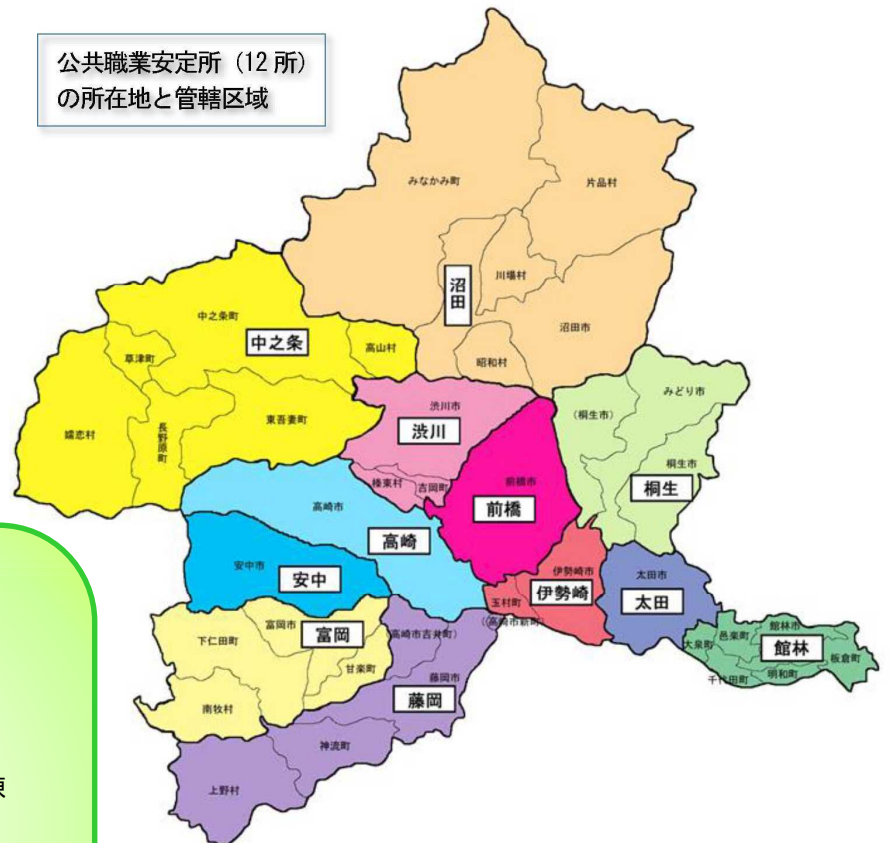 公共職業安定所（12所）
の所在地と管轄区域
みなかみ町
片品村
川場村
沼田
沼田市
昭和村
中之条町
中之条
高山村
草津町
嬬恋村
長野原町
東吾妻町
渋川市
渋川
榛東村
吉岡町
前橋市
前橋
みどり市
（桐生市）
桐生市
桐生
高崎市
高崎
安中市
安中
伊勢崎市
伊勢崎
玉村町
（高崎市新町）
太田市
太田
館林市
邑楽町
大泉町
館林
板倉町
明和町
千代田町
富岡市
富岡
下仁田町
甘楽町
南牧村
（高崎市吉井町）
藤岡市
藤岡
神流町
上野村